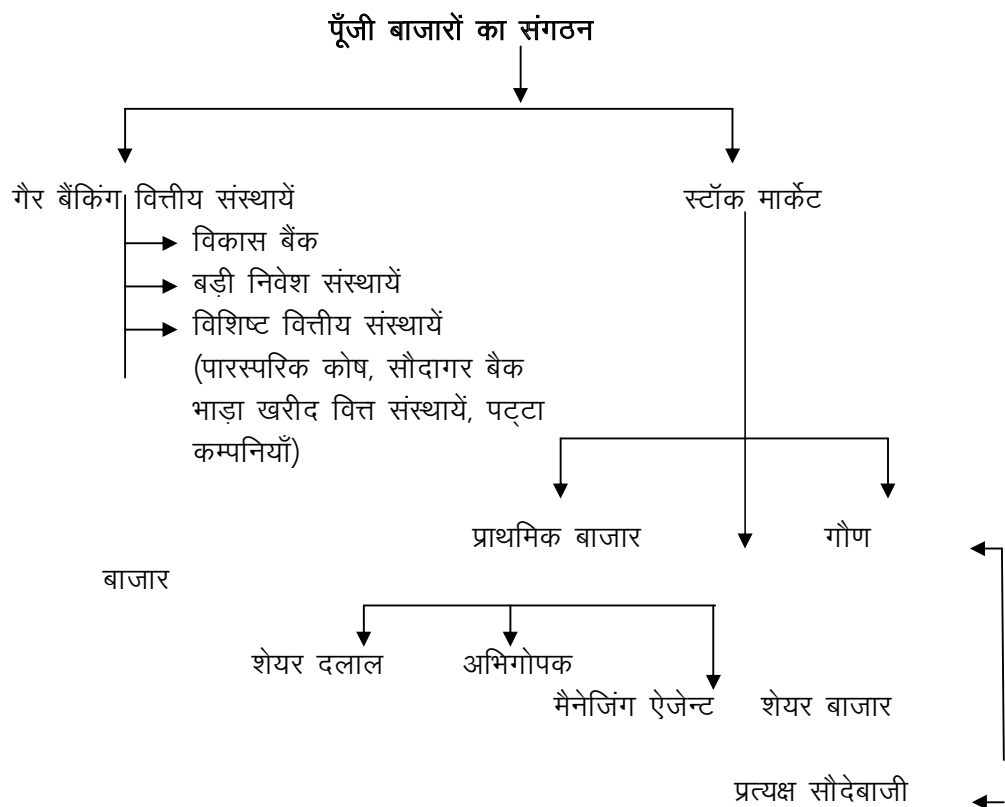 पूँजी बाजारों का संगठन
गैर बैंकिंग वित्तीय संस्थायें
स्टॉक मार्केट
विकास बैंक
बड़ी निवेश संस्थायें
विशिष्ट वित्तीय संस्थायें
(पारस्परिक कोष, सौदागर बैक
भाड़ा खरीद वित्त संस्थायें, पट्टा
कम्पनियाँ)
प्राथमिक बाजार गौण
बाजार
शेयर दलाल अभिगोपक
मैनेजिंग ऐजेन्ट शेयर बाजार
प्रत्यक्ष सौदेबाजी